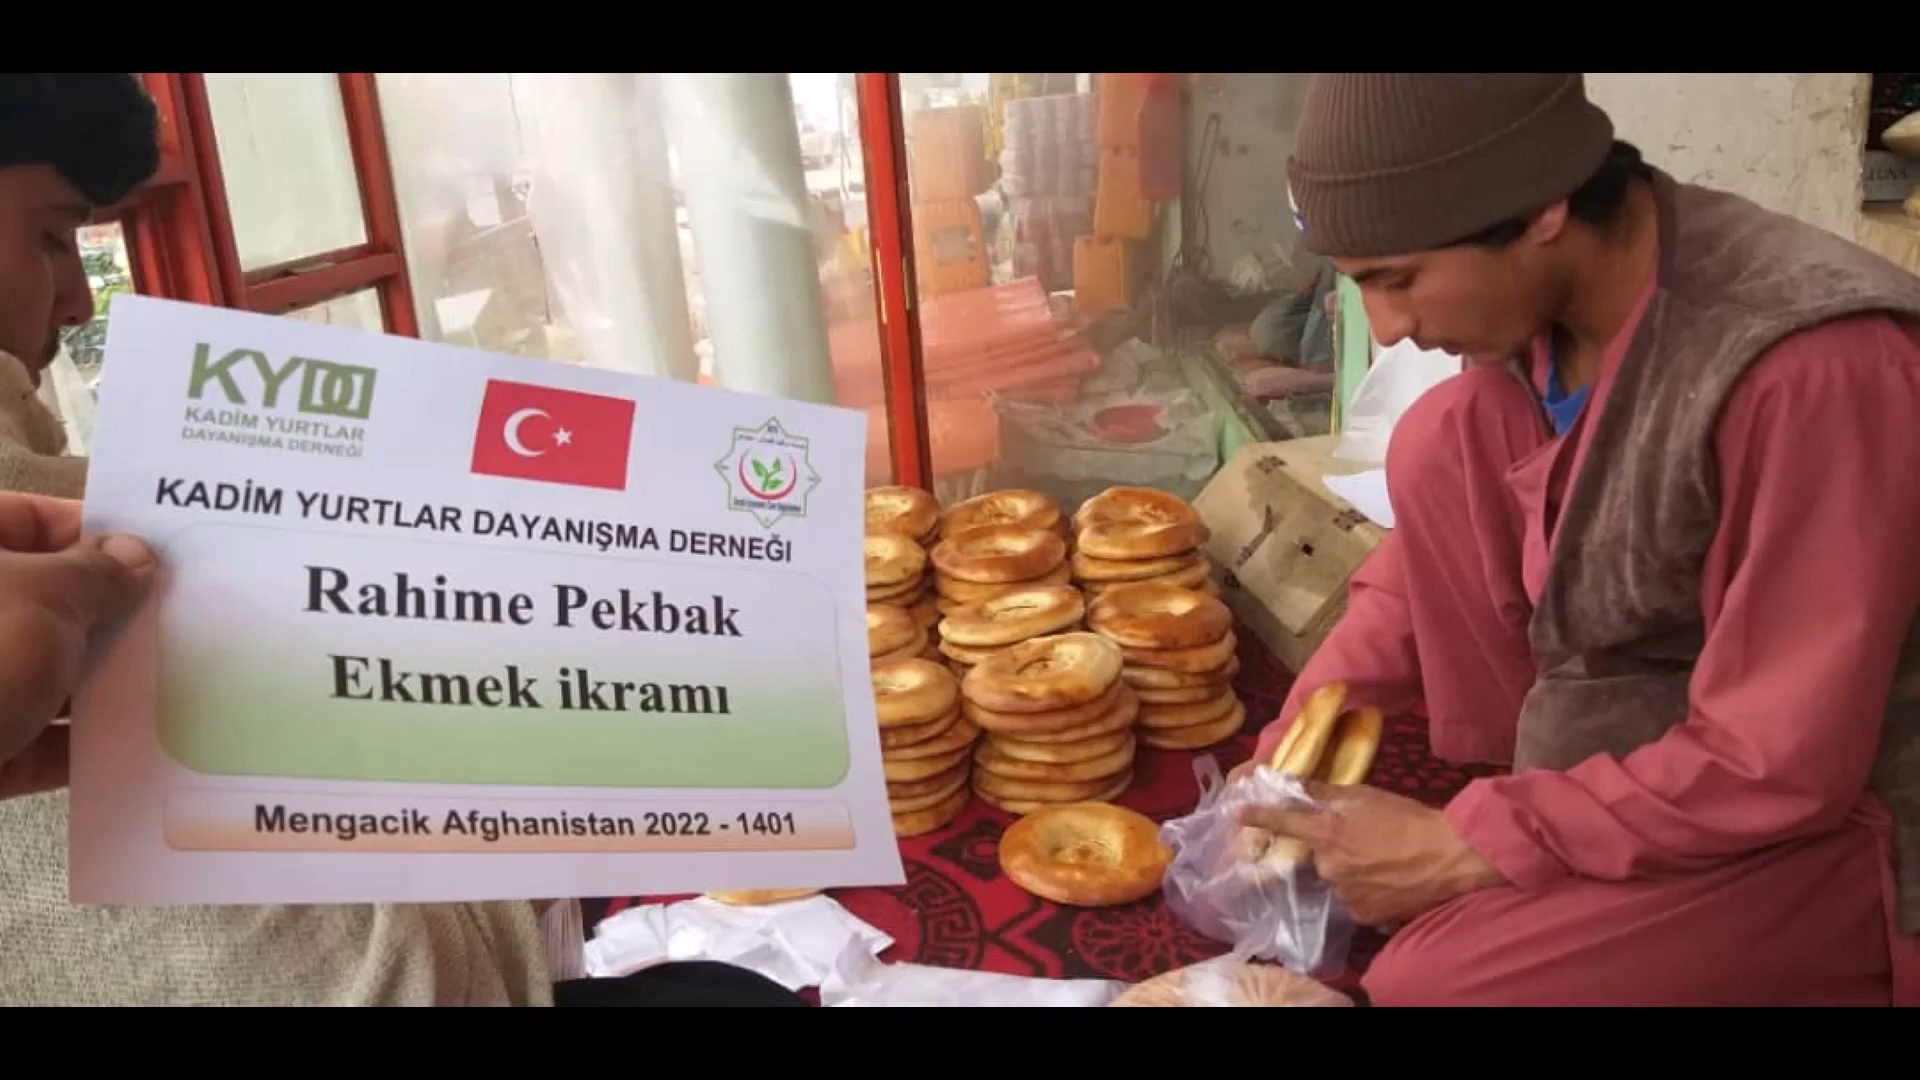 KYDD
KADİM YURTLAR
DAYANIŞMA DERNEĞİ
KADİM YURTLAR DAYANIŞMA DERNEĞİ
Rahime Pekbak
Ekmek ikramı
Mengacik Afghanistan 2022 - 1401